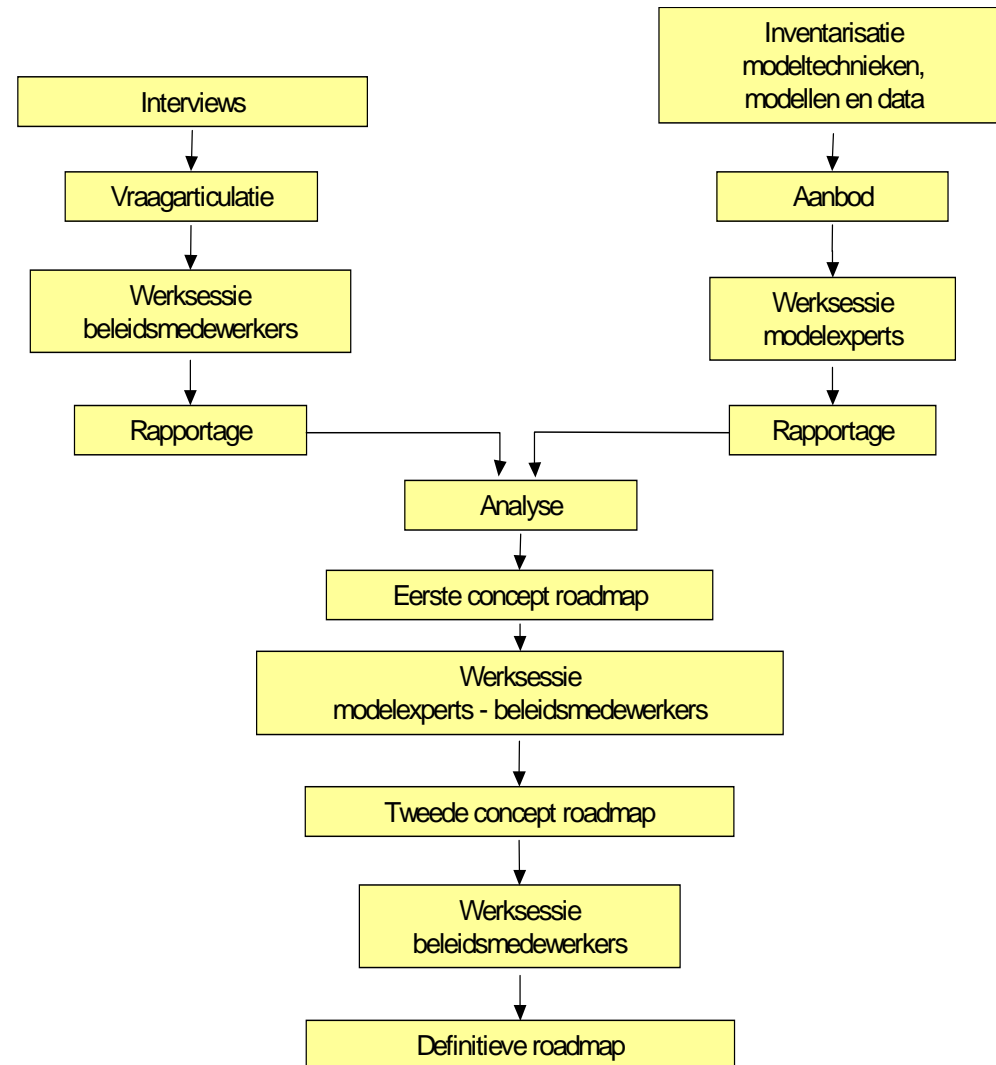 Interviews
Vraagarticulatie
Werksessie
beleidsmedewerkers
Rapportage
Inventarisatie
modeltechnieken,
modellen en data
Aanbod
Werksessie
modelexperts
Rapportage
Analyse
Eerste concept roadmap
Werksessie
modelexperts - beleidsmedewerkers
Tweede concept roadmap
Werksessie
beleidsmedewerkers
Definitieve roadmap